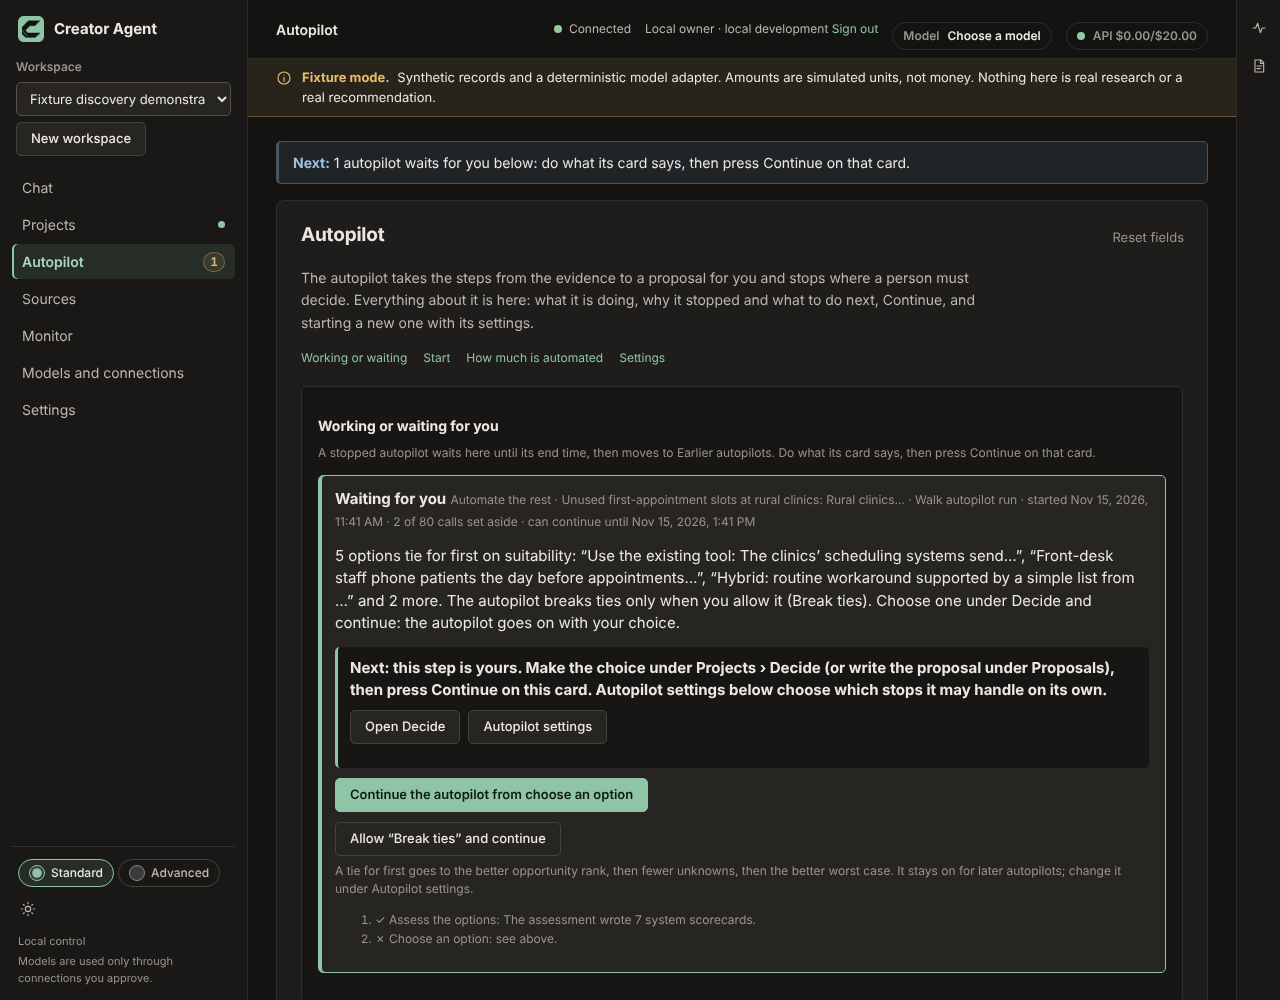 Creator Agent
Workspace
Fixture discovery demonstra
New workspace
Chat
Projects
Autopilot 1
Sources
Monitor
Models and connections
Settings
Standard Advanced
Local control
Models are used only through
connections you approve.
Autopilot
Connected Local owner · local development Sign out Model Choose a model API $0.00/$20.00
Fixture mode. Synthetic records and a deterministic model adapter. Amounts are simulated units, not money. Nothing here is real research or a
real recommendation.
Next: 1 autopilot waits for you below: do what its card says, then press Continue on that card.
Autopilot
Reset fields
The autopilot takes the steps from the evidence to a proposal for you and stops where a person must
decide. Everything about it is here: what it is doing, why it stopped and what to do next, Continue, and
starting a new one with its settings.
Working or waiting Start How much is automated Settings
Working or waiting for you
A stopped autopilot waits here until its end time, then moves to Earlier autopilots. Do what its card says, then press Continue on that card.
Waiting for you Automate the rest · Unused first-appointment slots at rural clinics: Rural clinics… · Walk autopilot run · started Nov 15, 2026,
11:41 AM · 2 of 80 calls set aside · can continue until Nov 15, 2026, 1:41 PM
5 options tie for first on suitability: “Use the existing tool: The clinics’ scheduling systems send…”, “Front-desk
staff phone patients the day before appointments…”, “Hybrid: routine workaround supported by a simple list from
…” and 2 more. The autopilot breaks ties only when you allow it (Break ties). Choose one under Decide and
continue: the autopilot goes on with your choice.
Next: this step is yours. Make the choice under Projects › Decide (or write the proposal under Proposals),
then press Continue on this card. Autopilot settings below choose which stops it may handle on its own.
Open Decide Autopilot settings
Continue the autopilot from choose an option
Allow “Break ties” and continue
A tie for first goes to the better opportunity rank, then fewer unknowns, then the better worst case. It stays on for later autopilots; change it
under Autopilot settings.
1. ✓ Assess the options: The assessment wrote 7 system scorecards.
2. × Choose an option: see above.